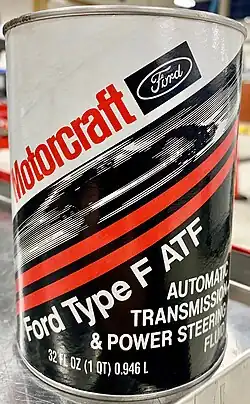 Motorcraft
Ford
Ford Type F ATF
AUTOMATIC
TRANSMISSION
& POWER STEERING
FLUID
32 FL OZ (1 QT) 0.946 L